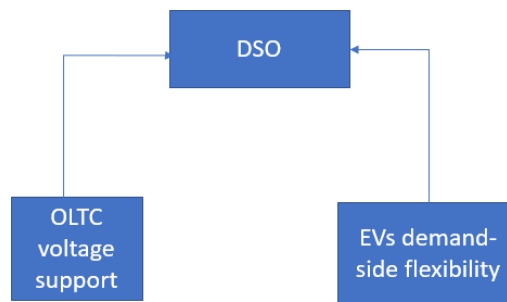 DSO
OLTC
voltage
support
EVs demand-
side flexibility